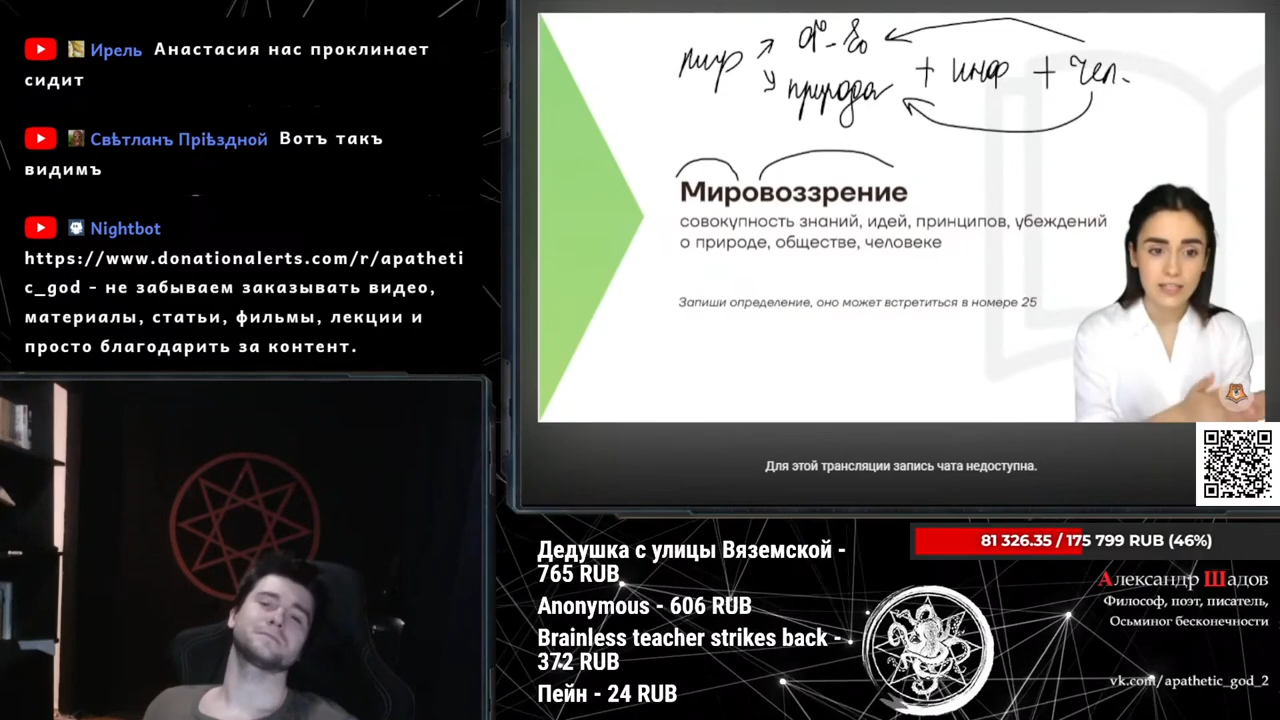 Ирель Анастасия нас проклинает
сидит
Свѣтланъ Пріѣздной Вотъ такъ
видимъ
Nightbot
https://www.donationalerts.com/r/apatheti
c_god - не забываем заказывать видео,
материалы, статьи, фильмы, лекции и
просто благодарить за контент.
мир
природа + инф + чел.
Мировоззрение
совокупность знаний, идей, принципов, убеждений
о природе, обществе, человеке
Запиши определение, оно может встретиться в номере 25
Для этой трансляции запись чата недоступна.
Дедушка с улицы Вяземской -
765 RUB
Anonymous - 606 RUB
Brainless teacher strikes back -
372 RUB
Пейн - 24 RUB
81 326.35 / 175 799 RUB (46%)
Александр Шадов
Философ, поэт, писатель,
Осьминог бесконечности
vk.com/apathetic_god_2